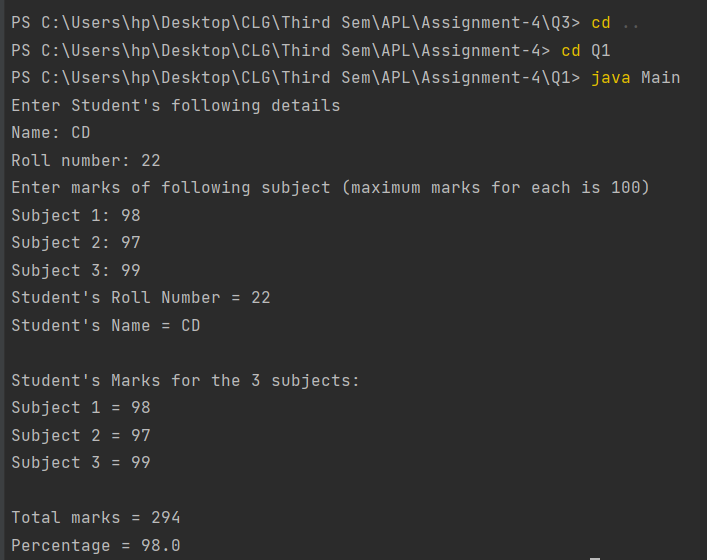 PS C:\Users\hp\Desktop\CLG\Third Sem\APL\Assignment-4\Q3> cd ..
PS C:\Users\hp\Desktop\CLG\Third Sem\APL\Assignment-4> cd Q1
PS C:\Users\hp\Desktop\CLG\Third Sem\APL\Assignment-4\Q1> java Main
Enter Student's following details
Name: CD
Roll number: 22
Enter marks of following subject (maximum marks for each is 100)
Subject 1: 98
Subject 2: 97
Subject 3: 99
Student's Roll Number = 22
Student's Name = CD
Student's Marks for the 3 subjects:
Subject 1 = 98
Subject 2 = 97
Subject 3 = 99
Total marks = 294
Percentage = 98.0